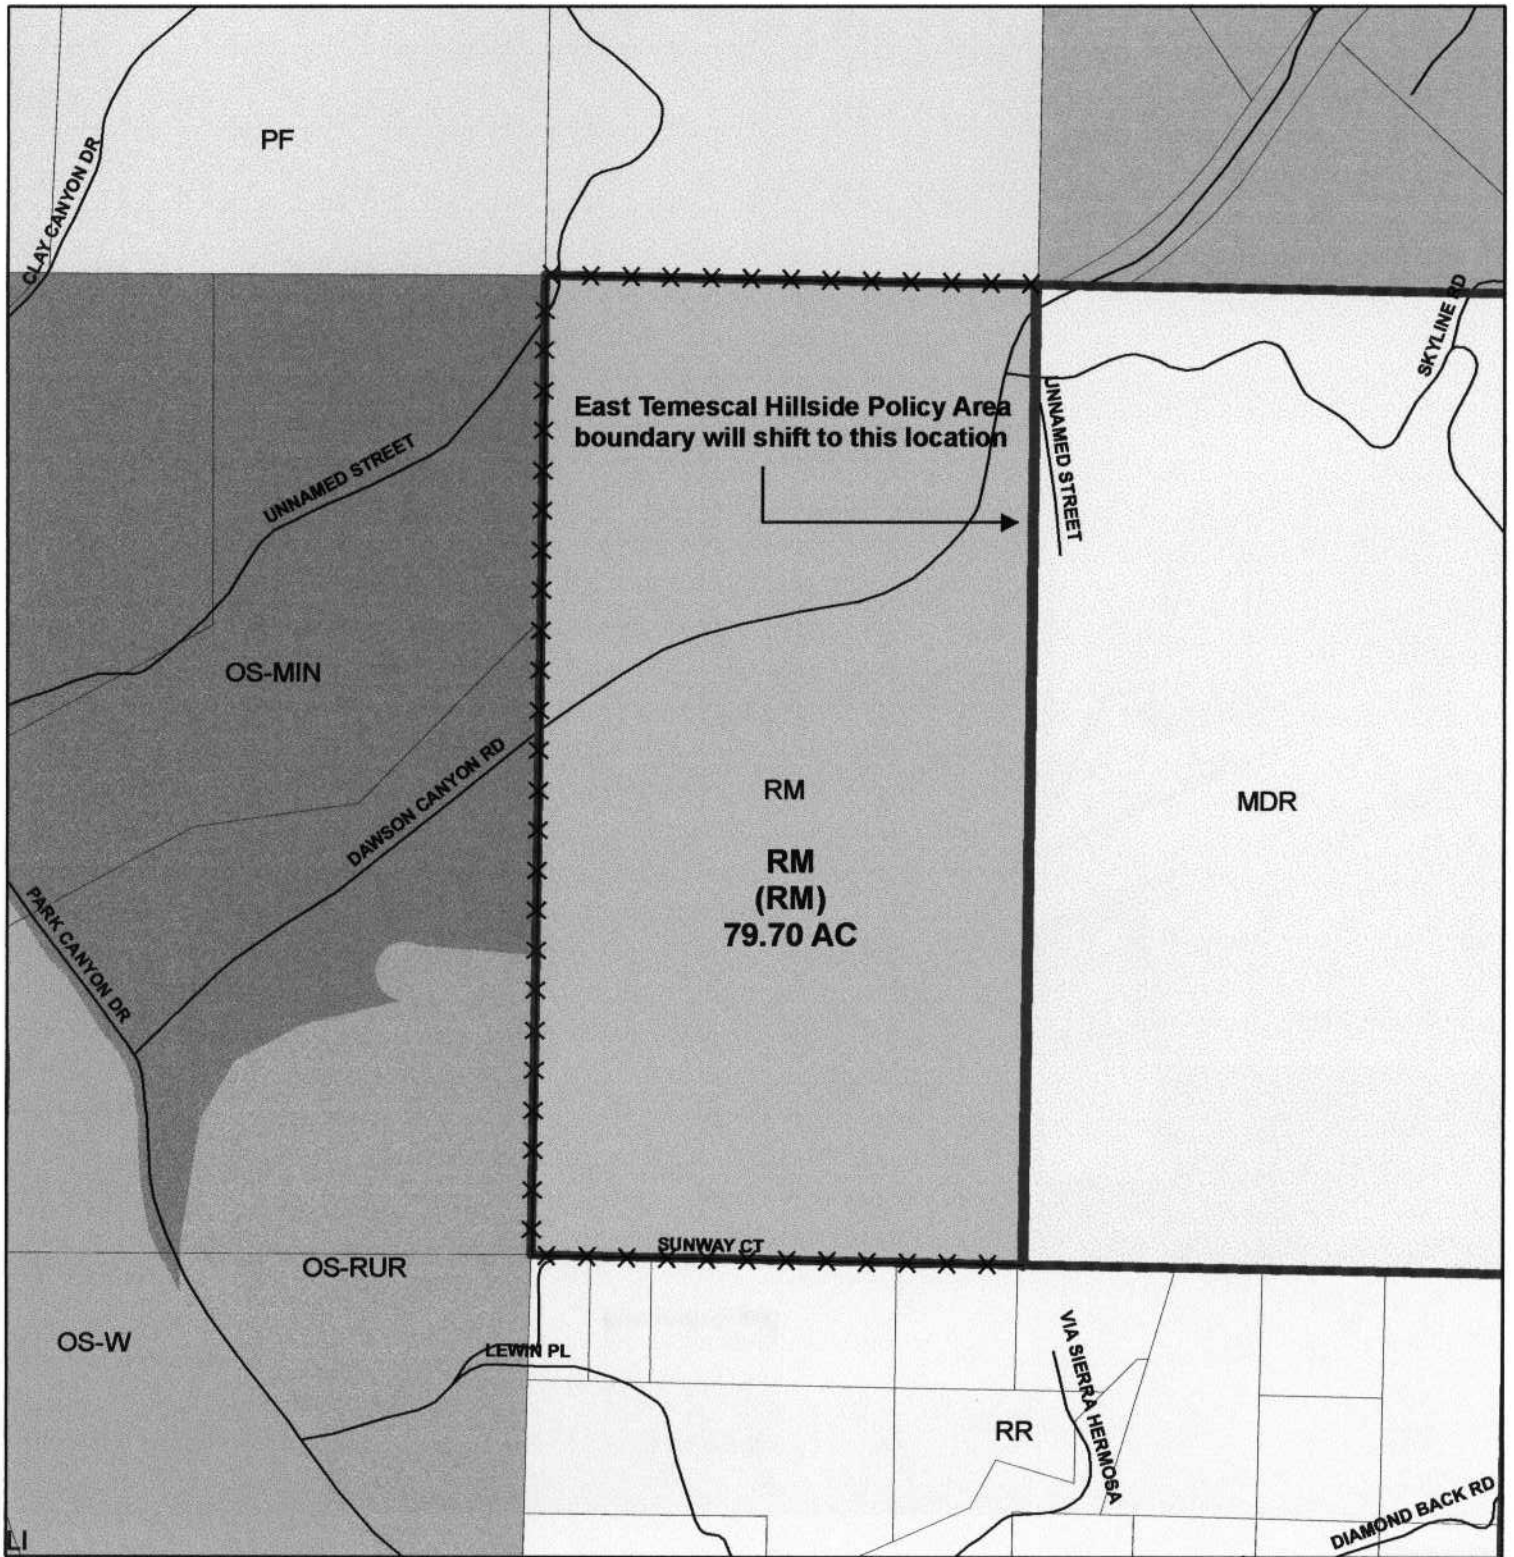 PF
CLAY CANYON DR
SKYLINE RD
East Temescal Hillside Policy Area
boundary will shift to this location
UNNAMED STREET
UNNAMED STREET
OS-MIN
DAWSON CANYON RD
RM
MDR
RM
(RM)
79.70 AC
PARK CANYON DR
SUNWAY CT
OS-RUR
OS-W
LEWIN PL
VIA SIERRA HERMOSA
RR
DIAMOND BACK RD
LI